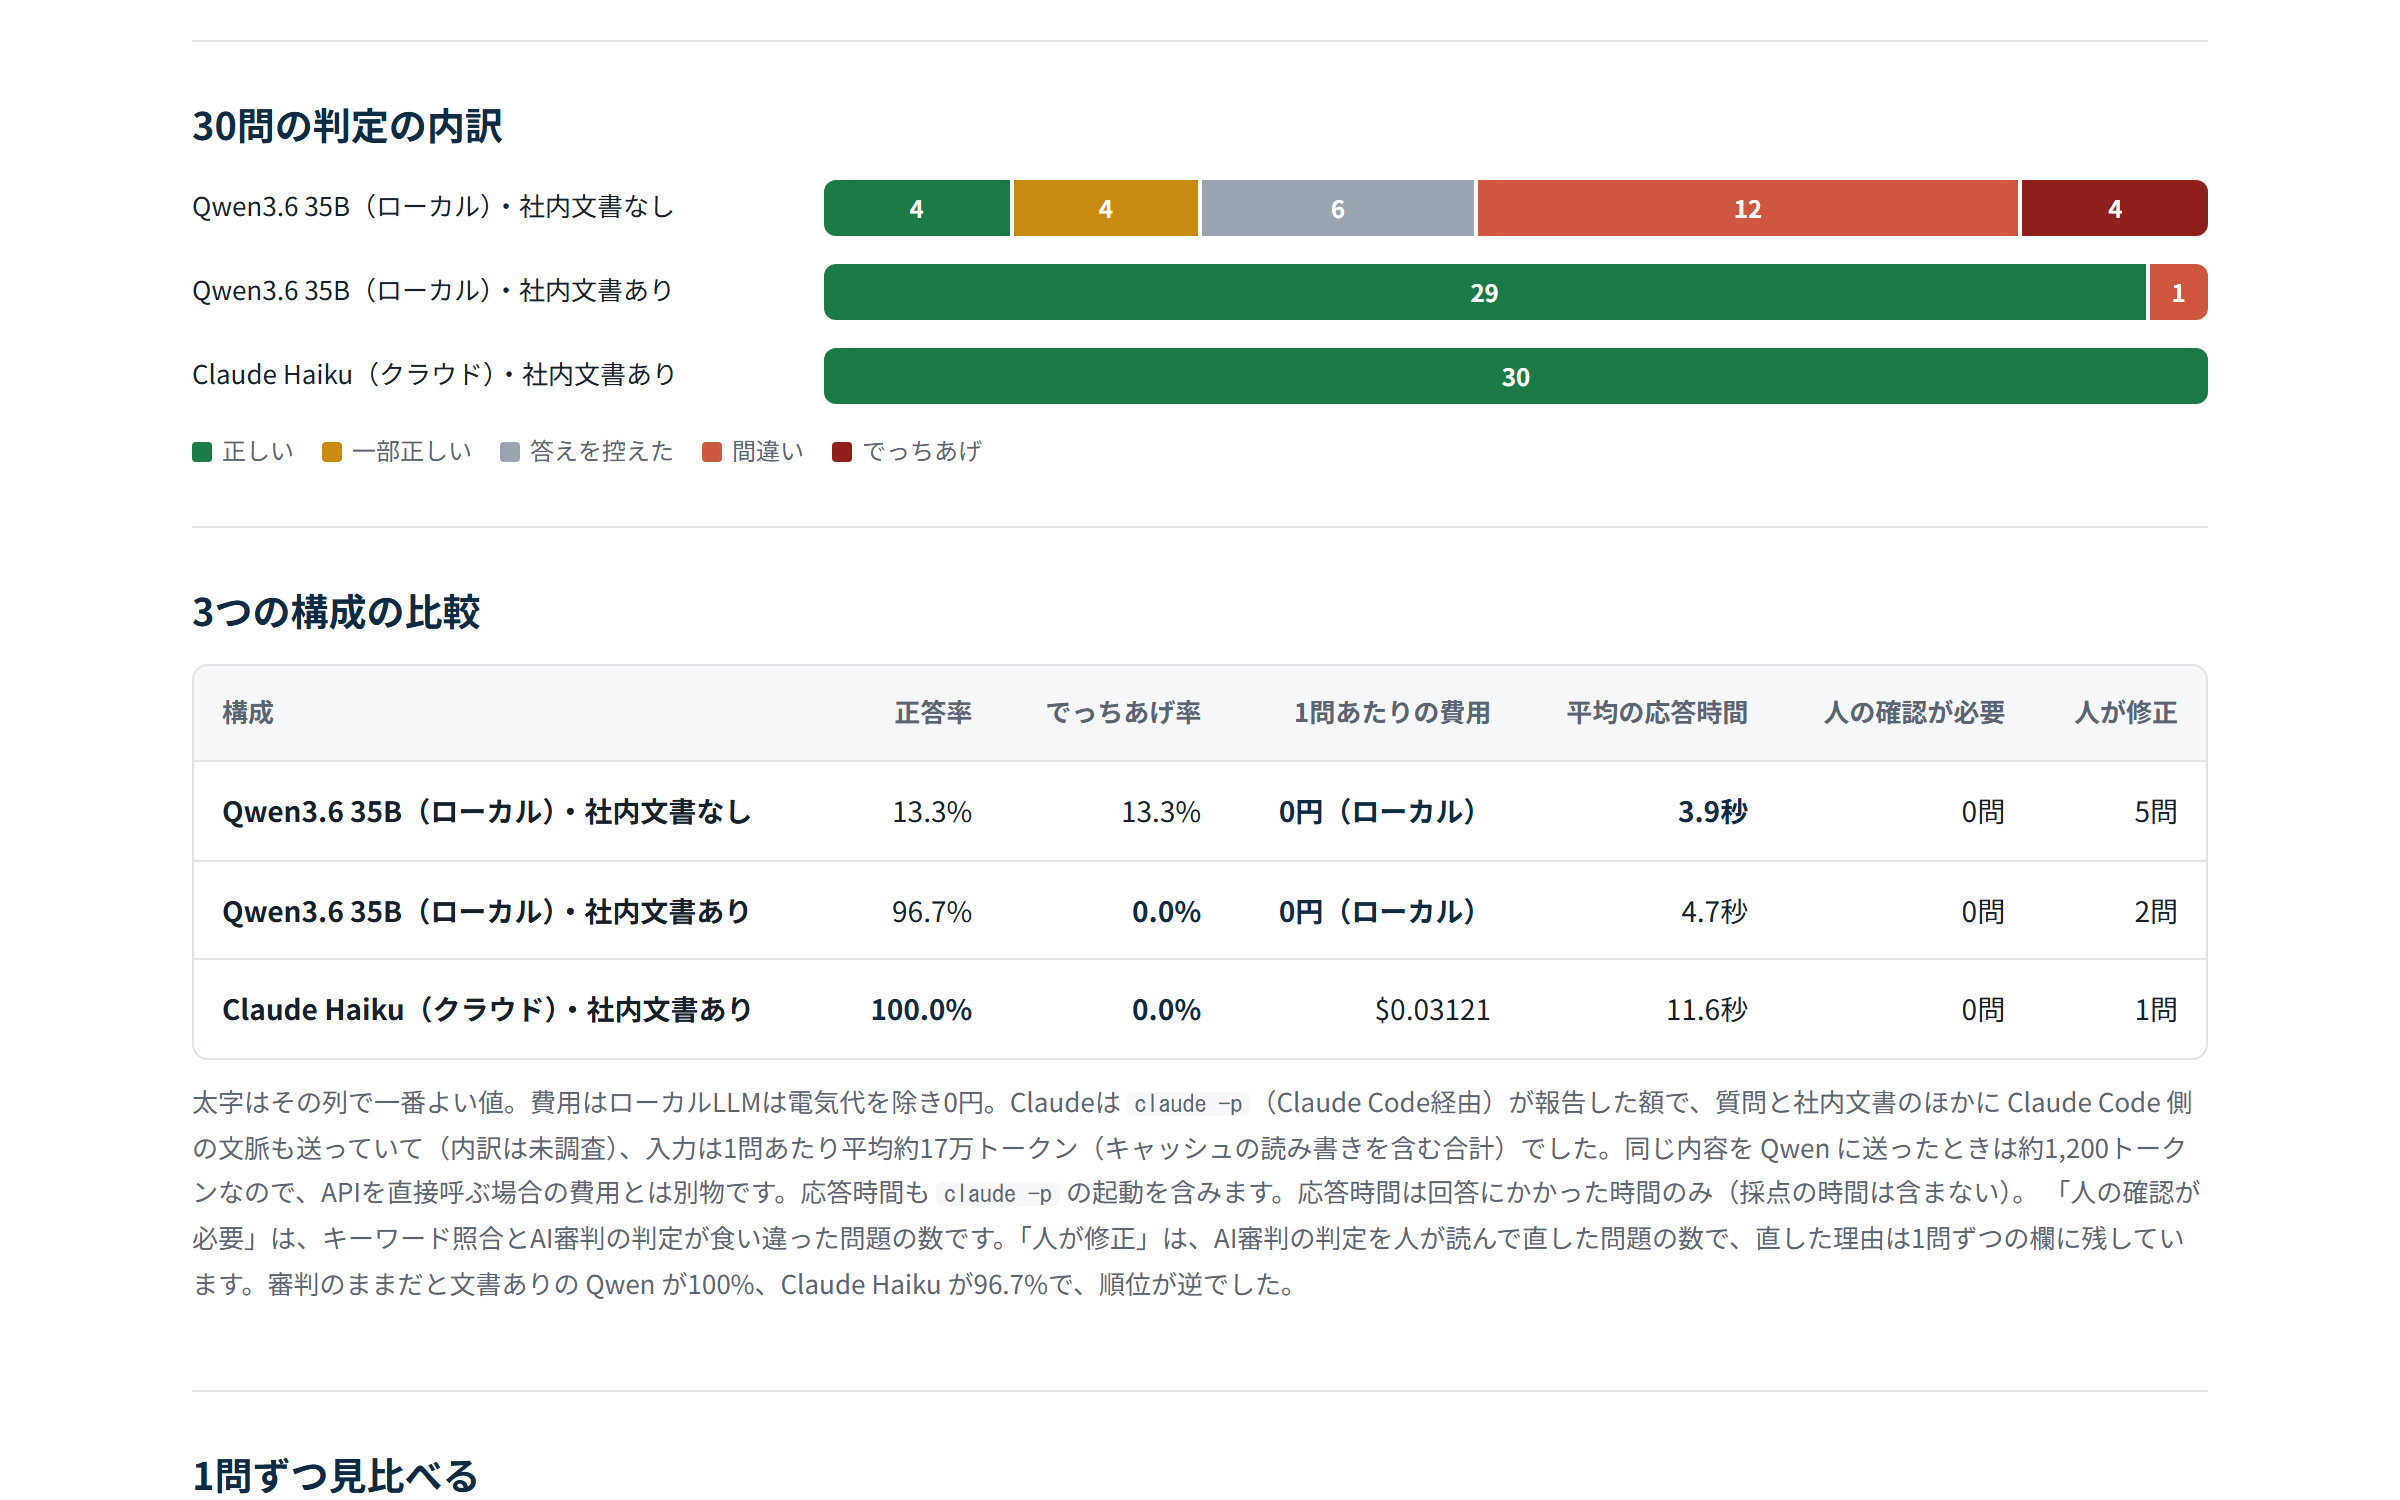 30問の判定の内訳
Qwen3.6 35B（ローカル）・社内文書なし
4 4 6 12 4
Qwen3.6 35B（ローカル）・社内文書あり
29 1
Claude Haiku（クラウド）・社内文書あり
30
正しい 一部正しい 答えを控えた 間違い でっちあげ
3つの構成の比較
構成 正答率 でっちあげ率 1問あたりの費用 平均の応答時間 人の確認が必要 人が修正
Qwen3.6 35B（ローカル）・社内文書なし 13.3% 13.3% 0円（ローカル） 3.9秒 0問 5問
Qwen3.6 35B（ローカル）・社内文書あり 96.7% 0.0% 0円（ローカル） 4.7秒 0問 2問
Claude Haiku（クラウド）・社内文書あり 100.0% 0.0% $0.03121 11.6秒 0問 1問
太字はその列で一番よい値。費用はローカルLLMは電気代を除き0円。Claudeは claude -p（Claude Code経由）が報告した額で、質問と社内文書のほかに Claude Code 側
の文脈も送っていて（内訳は未調査）、入力は1問あたり平均約17万トークン（キャッシュの読み書きを含む合計）でした。同じ内容を Qwen に送ったときは約1,200トーク
ンなので、APIを直接呼ぶ場合の費用とは別物です。応答時間も claude -p の起動を含みます。応答時間は回答にかかった時間のみ（採点の時間は含まない）。「人の確認が
必要」は、キーワード照合とAI審判の判定が食い違った問題の数です。「人が修正」は、AI審判の判定を人が読んで直した問題の数で、直した理由は1問ずつの欄に残してい
ます。審判のままだと文書ありの Qwen が100%、Claude Haiku が96.7%で、順位が逆でした。
1問ずつ見比べる